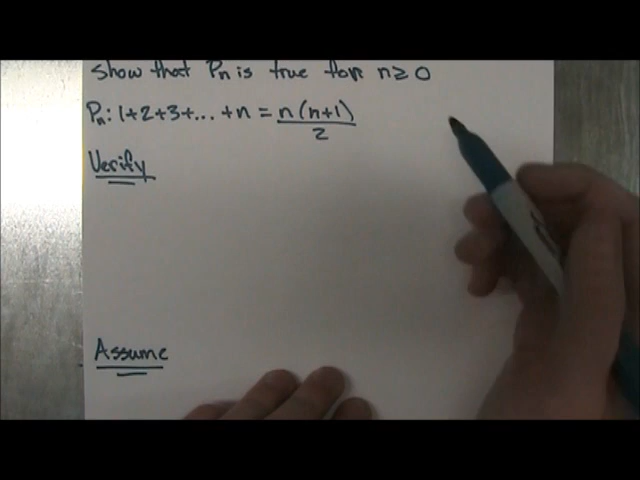 Show that Pn is true for n ≥ 0
Pn: 1+2+3+... +n = n(n+1)/2
Verify
Assume